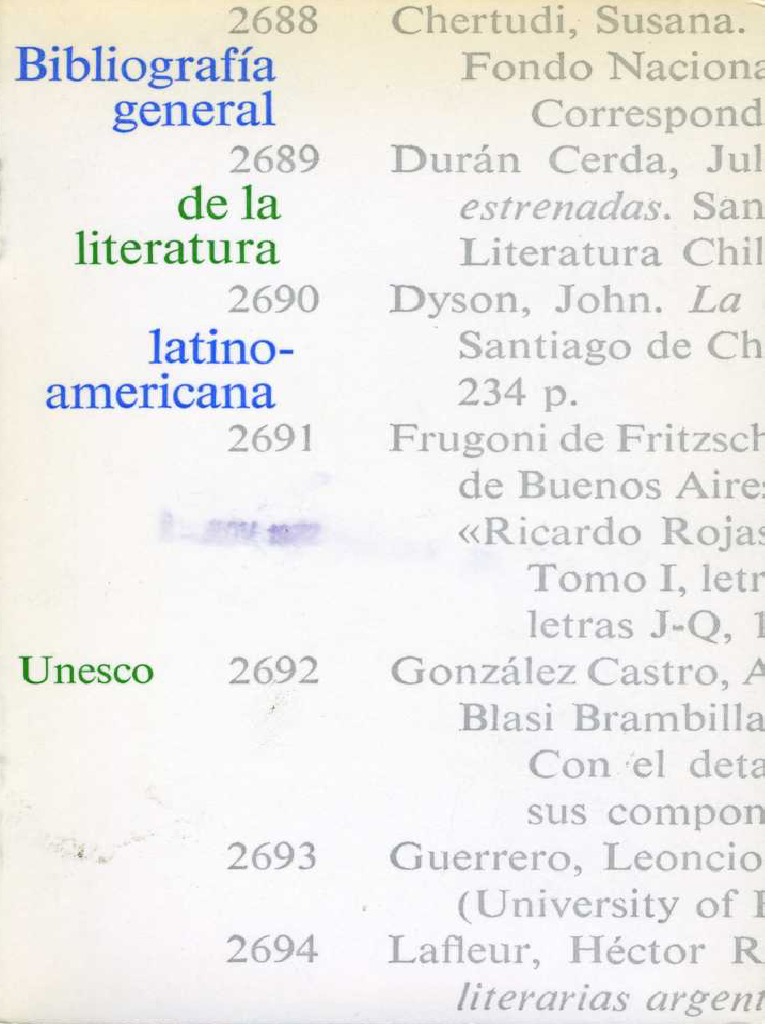 2688 Chertudi, Susana.
Bibliografía
Fondo Naciona
general
Correspond
2689 Durán Cerda, Jul
de la
estrenadas. San
literatura
Literatura Chil
2690 Dyson, John. La
latino-
Santiago de Ch
americana
234 p.
2691 Frugoni de Fritzsch
de Buenos Aires
«Ricardo Rojas
Tomo I, letr
letras J-Q, 1
Unesco 2692 González Castro, A
Blasi Brambilla
Con el deta
sus compon
2693 Guerrero, Leoncio
(University of
2694 Lafleur, Héctor R
literarias argent